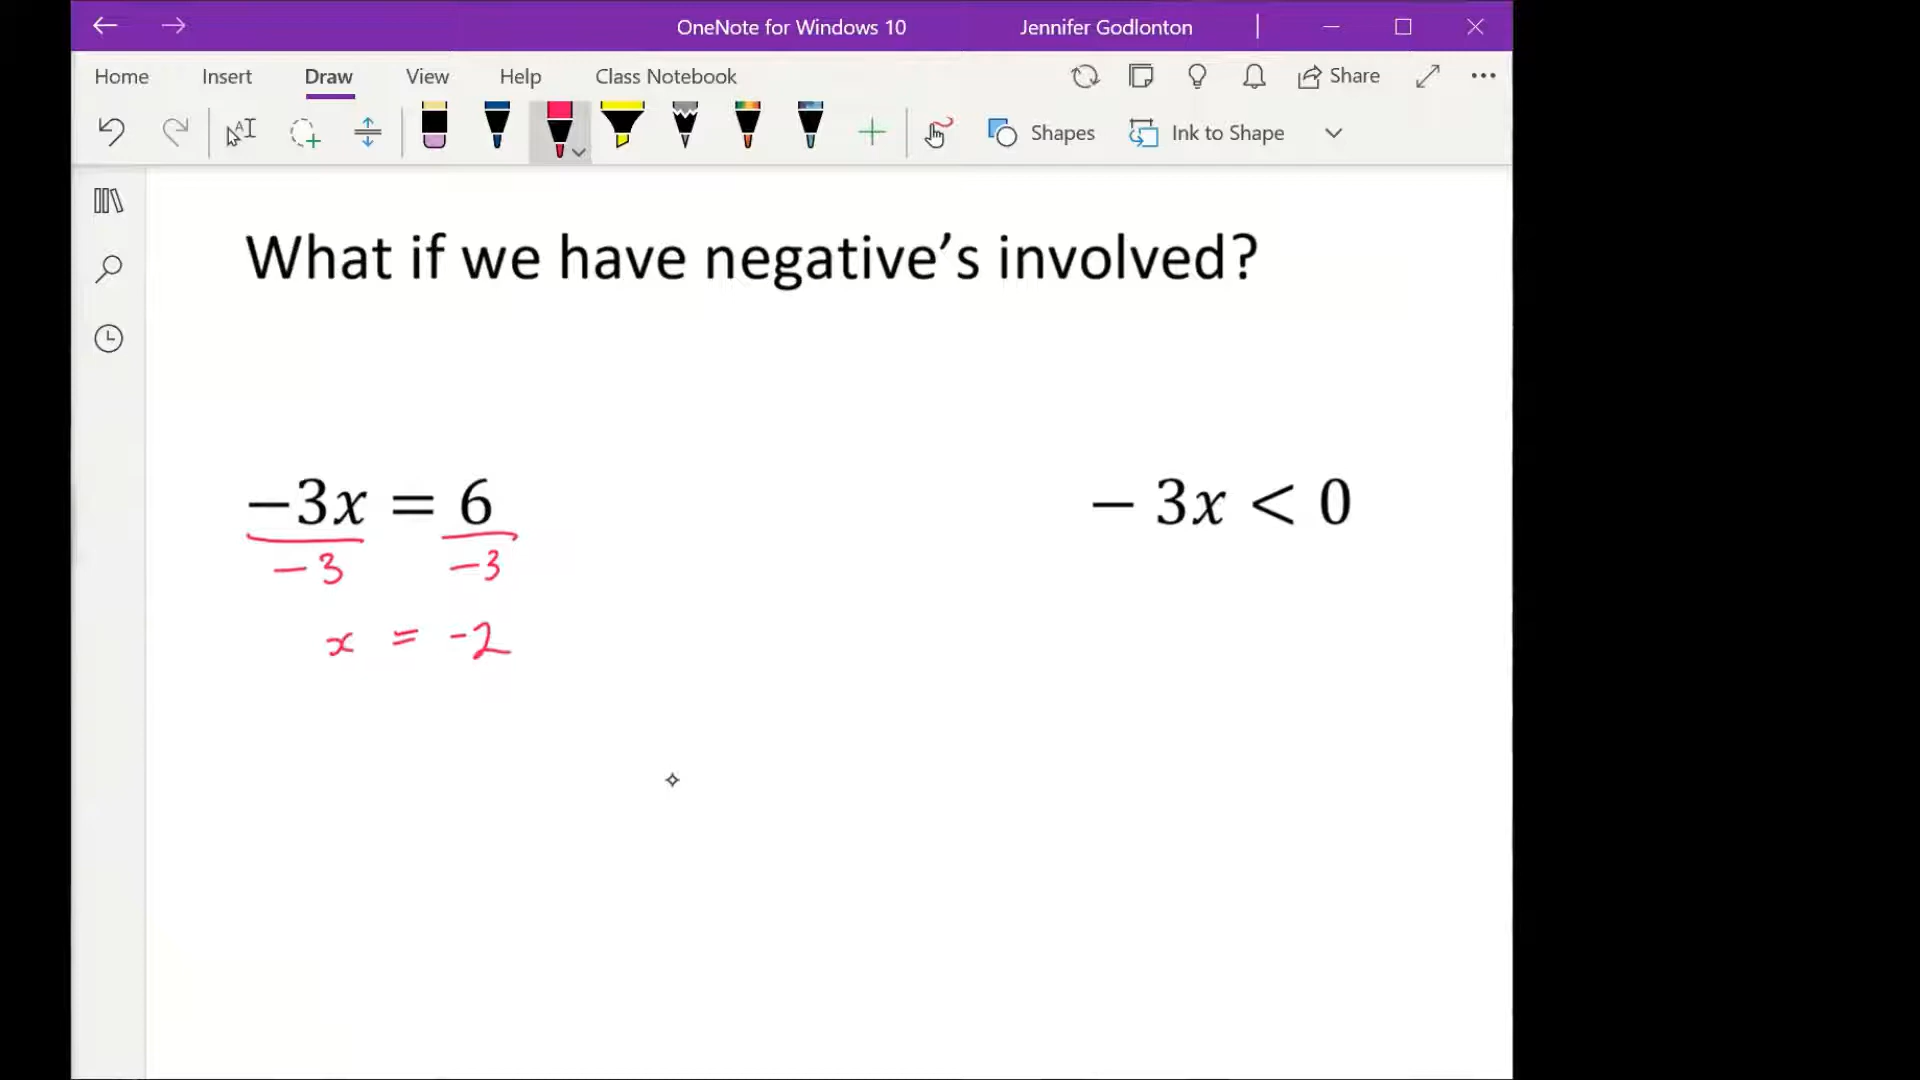 OneNote for Windows 10 Jennifer Godlonton
Home Insert Draw View Help Class Notebook Share
Shapes Ink to Shape
What if we have negative’s involved?
−3x = 6 − 3x < 0
−3 −3
x = -2